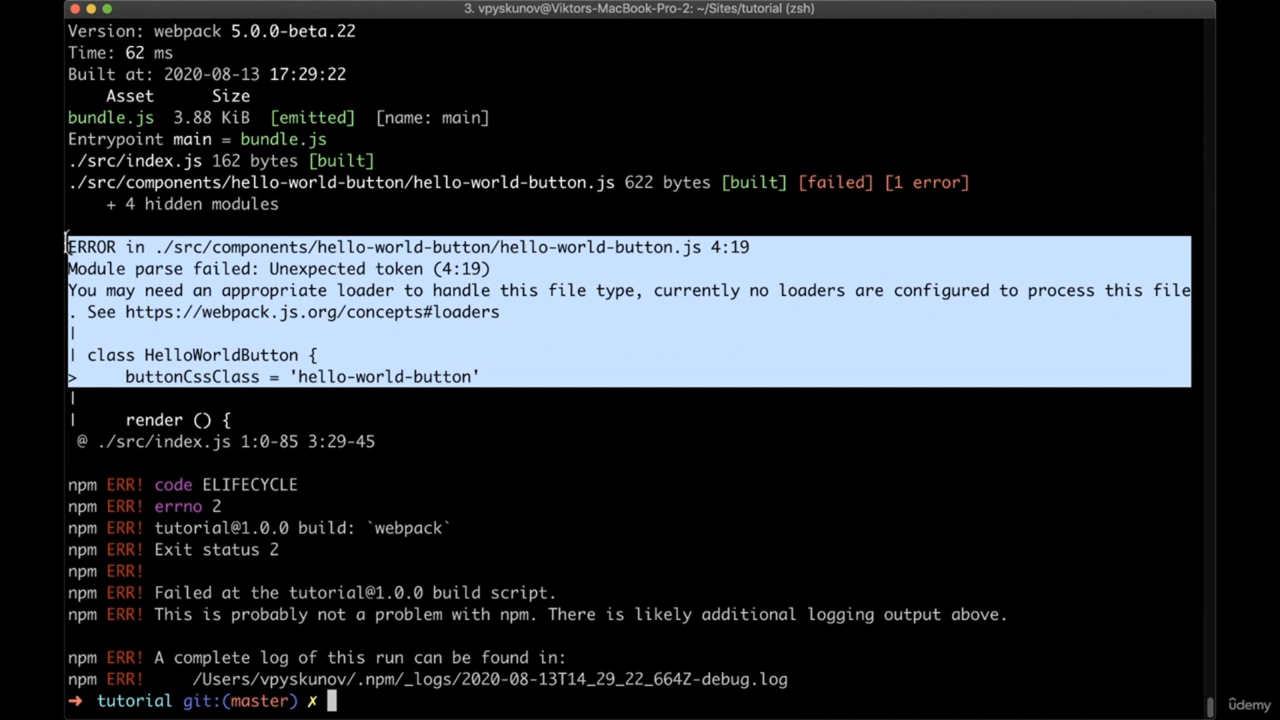 3. vpyskunov@Viktors-MacBook-Pro-2: ~/Sites/tutorial (zsh)
Version: webpack 5.0.0-beta.22
Time: 62 ms
Built at: 2020-08-13 17:29:22
    Asset      Size
bundle.js  3.88 KiB  [emitted]  [name: main]
Entrypoint main = bundle.js
./src/index.js 162 bytes [built]
./src/components/hello-world-button/hello-world-button.js 622 bytes [built] [failed] [1 error]
    + 4 hidden modules
ERROR in ./src/components/hello-world-button/hello-world-button.js 4:19
Module parse failed: Unexpected token (4:19)
You may need an appropriate loader to handle this file type, currently no loaders are configured to process this file
. See https://webpack.js.org/concepts#loaders
|
| class HelloWorldButton {
>     buttonCssClass = 'hello-world-button'
|
|     render () {
 @ ./src/index.js 1:0-85 3:29-45
npm ERR! code ELIFECYCLE
npm ERR! errno 2
npm ERR! tutorial@1.0.0 build: `webpack`
npm ERR! Exit status 2
npm ERR!
npm ERR! Failed at the tutorial@1.0.0 build script.
npm ERR! This is probably not a problem with npm. There is likely additional logging output above.
npm ERR! A complete log of this run can be found in:
npm ERR!     /Users/vpyskunov/.npm/_logs/2020-08-13T14_29_22_664Z-debug.log
➜ tutorial git:(master) ✗
ûdemy